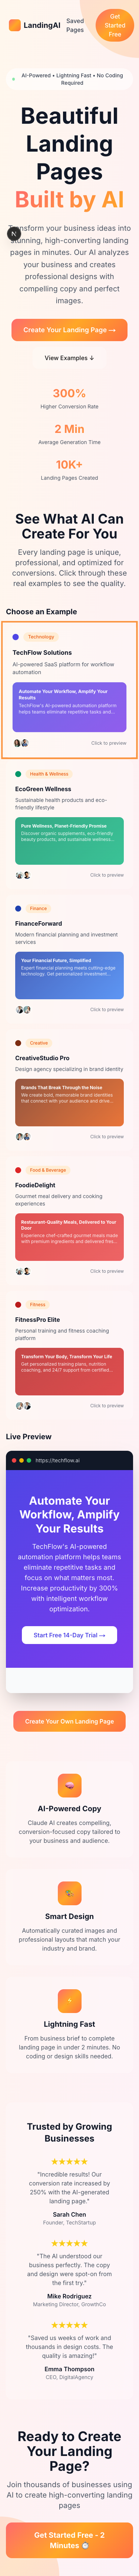 LandingAI
Saved
Pages
Get
Started
Free
AI-Powered • Lightning Fast • No Coding
Required
Beautiful
Landing
Pages
Built by AI
Transform your business ideas into
stunning, high-converting landing
pages in minutes. Our AI analyzes
your business and creates
professional designs with
compelling copy and perfect
images.
N
Create Your Landing Page →
View Examples ↓
300%
Higher Conversion Rate
2 Min
Average Generation Time
10K+
Landing Pages Created
See What AI Can
Create For You
Every landing page is unique,
professional, and optimized for
conversions. Click through these
real examples to see the quality.
Choose an Example
Technology
TechFlow Solutions
AI-powered SaaS platform for workflow
automation
Automate Your Workflow, Amplify Your
Results
TechFlow's AI-powered automation platform helps
teams eliminate repetitive tasks and...
Click to preview
Health & Wellness
EcoGreen Wellness
Sustainable health products and eco-
friendly lifestyle
Pure Wellness, Planet-Friendly Promise
Discover organic supplements, eco-friendly
products, and sustainable wellness...
Click to preview
Finance
FinanceForward
Modern financial planning and investment
services
Your Financial Future, Simplified
Expert financial planning meets cutting-edge
technology. Get personalized investment...
Click to preview
Creative
CreativeStudio Pro
Design agency specializing in brand identity
Brands That Break Through the Noise
We create bold, memorable brand identities
that connect with your audience and drive...
Click to preview
Food & Beverage
FoodieDelight
Gourmet meal delivery and cooking
experiences
Restaurant-Quality Meals, Delivered to Your
Door
Experience chef-crafted gourmet meals made
with premium ingredients and delivered fres...
Click to preview
Fitness
FitnessPro Elite
Personal training and fitness coaching
platform
Transform Your Body, Transform Your Life
Get personalized training plans, nutrition
coaching, and 24/7 support from certified...
Click to preview
Live Preview
https://techflow.ai
Automate Your
Workflow, Amplify
Your Results
TechFlow's AI-powered
automation platform helps teams
eliminate repetitive tasks and
focus on what matters most.
Increase productivity by 300%
with intelligent workflow
optimization.
Start Free 14-Day Trial →
Create Your Own Landing Page
AI-Powered Copy
Claude AI creates compelling,
conversion-focused copy tailored to
your business and audience.
Smart Design
Automatically curated images and
professional layouts that match your
industry and brand.
Lightning Fast
From business brief to complete
landing page in under 2 minutes. No
coding or design skills needed.
Trusted by Growing
Businesses
"Incredible results! Our
conversion rate increased by
250% with the AI-generated
landing page."
Sarah Chen
Founder, TechStartup
"The AI understood our
business perfectly. The copy
and design were spot-on from
the first try."
Mike Rodriguez
Marketing Director, GrowthCo
"Saved us weeks of work and
thousands in design costs. The
quality is amazing!"
Emma Thompson
CEO, DigitalAgency
Ready to Create
Your Landing
Page?
Join thousands of businesses using
AI to create high-converting landing
pages
Get Started Free - 2
Minutes